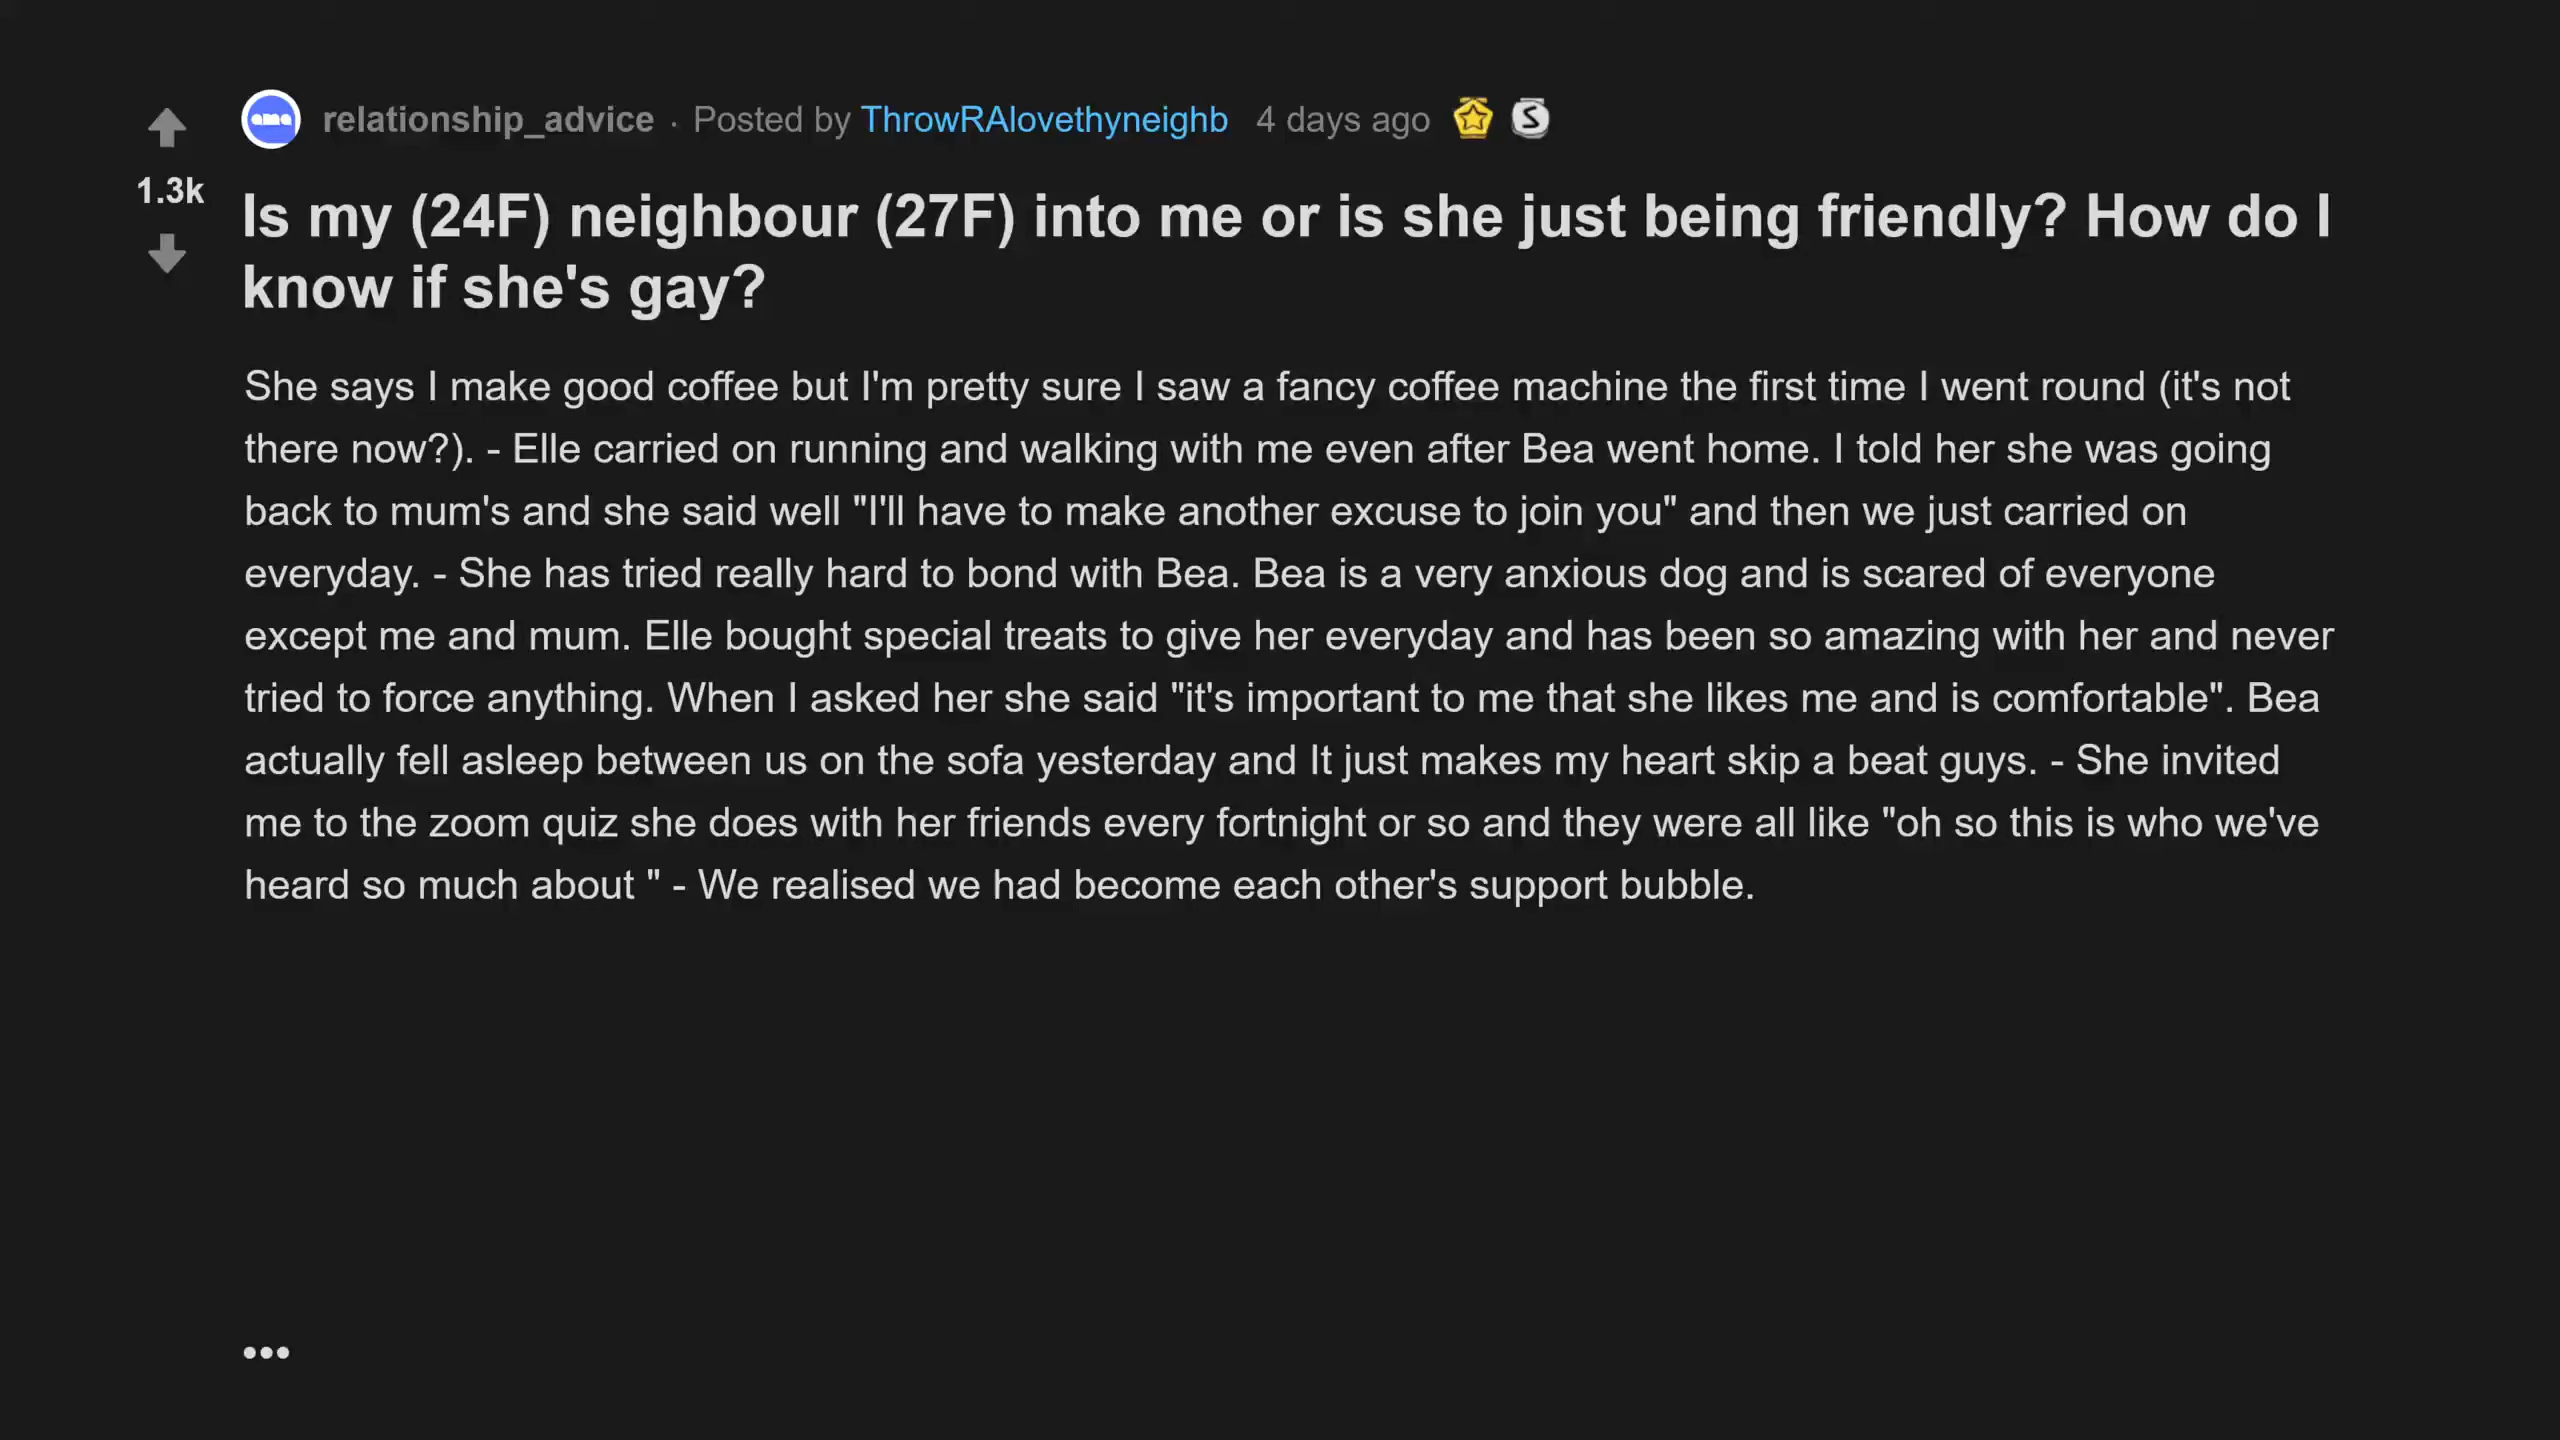 ama relationship_advice · Posted by ThrowRAlovethyneighb 4 days ago S
1.3k
Is my (24F) neighbour (27F) into me or is she just being friendly? How do I
know if she's gay?
She says I make good coffee but I'm pretty sure I saw a fancy coffee machine the first time I went round (it's not
there now?). - Elle carried on running and walking with me even after Bea went home. I told her she was going
back to mum's and she said well "I'll have to make another excuse to join you" and then we just carried on
everyday. - She has tried really hard to bond with Bea. Bea is a very anxious dog and is scared of everyone
except me and mum. Elle bought special treats to give her everyday and has been so amazing with her and never
tried to force anything. When I asked her she said "it's important to me that she likes me and is comfortable". Bea
actually fell asleep between us on the sofa yesterday and It just makes my heart skip a beat guys. - She invited
me to the zoom quiz she does with her friends every fortnight or so and they were all like "oh so this is who we've
heard so much about " - We realised we had become each other's support bubble.
•••